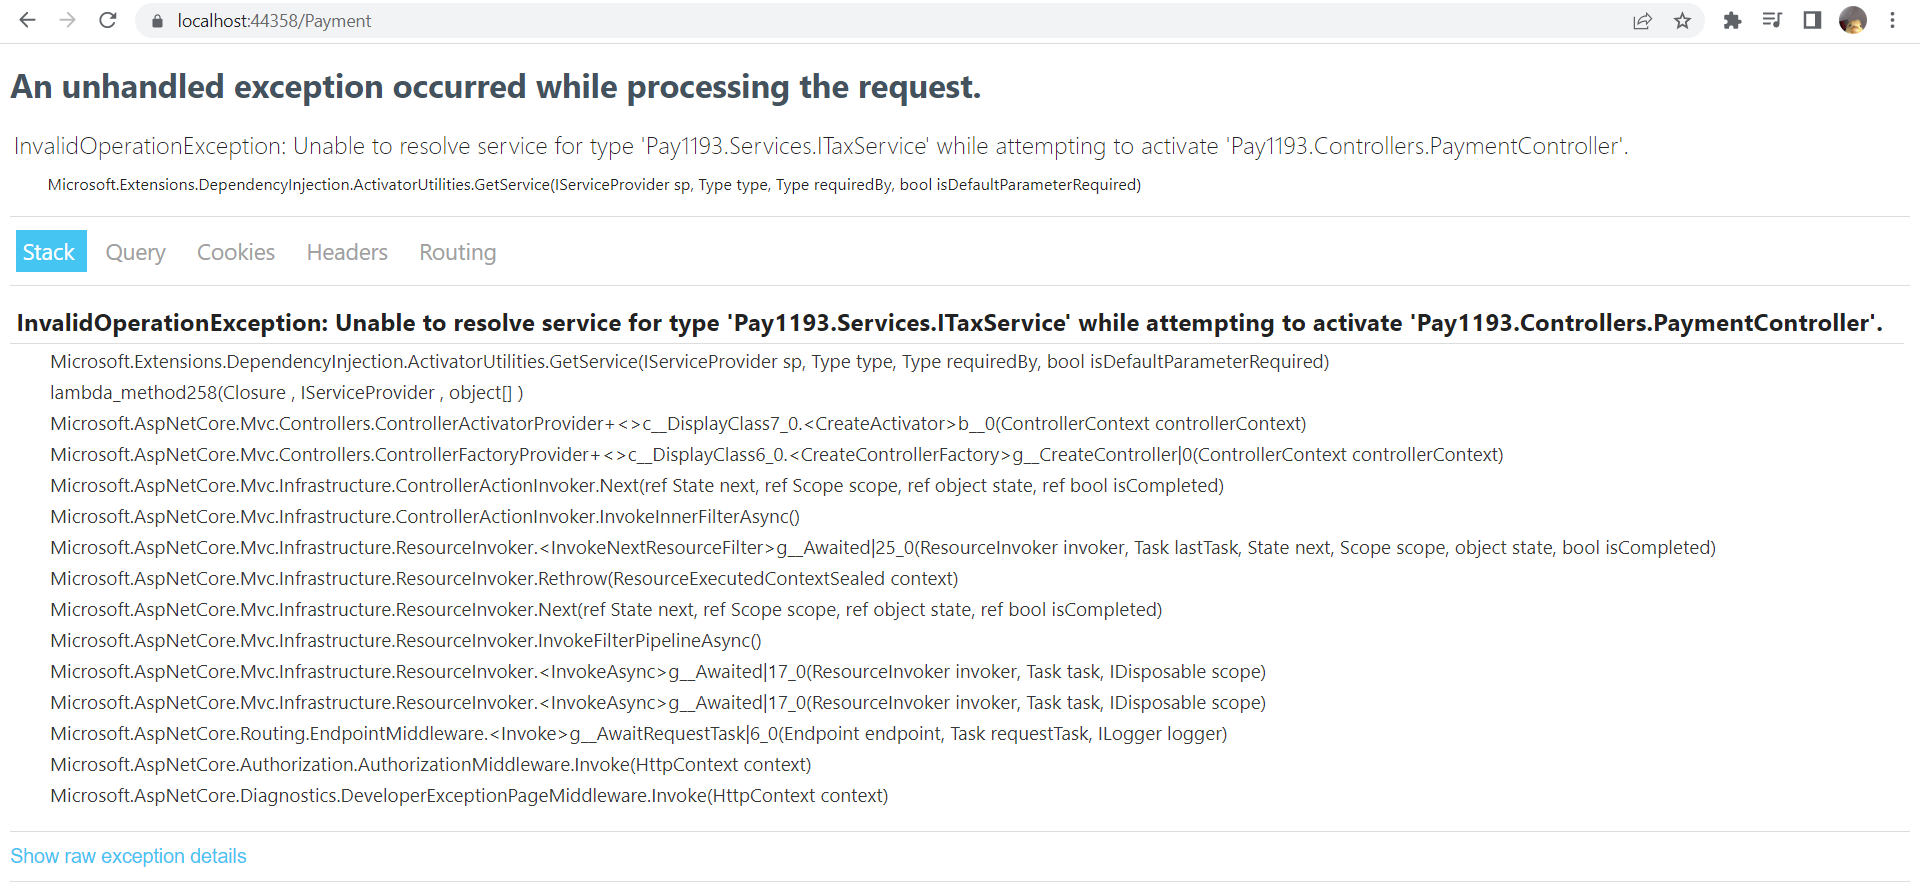 localhost:44358/Payment
An unhandled exception occurred while processing the request.
InvalidOperationException: Unable to resolve service for type 'Pay1193.Services.ITaxService' while attempting to activate 'Pay1193.Controllers.PaymentController'.
Microsoft.Extensions.DependencyInjection.ActivatorUtilities.GetService(IServiceProvider sp, Type type, Type requiredBy, bool isDefaultParameterRequired)
Stack Query Cookies Headers Routing
InvalidOperationException: Unable to resolve service for type 'Pay1193.Services.ITaxService' while attempting to activate 'Pay1193.Controllers.PaymentController'.
Microsoft.Extensions.DependencyInjection.ActivatorUtilities.GetService(IServiceProvider sp, Type type, Type requiredBy, bool isDefaultParameterRequired)
lambda_method258(Closure , IServiceProvider , object[] )
Microsoft.AspNetCore.Mvc.Controllers.ControllerActivatorProvider+<>c__DisplayClass7_0.<CreateActivator>b__0(ControllerContext controllerContext)
Microsoft.AspNetCore.Mvc.Controllers.ControllerFactoryProvider+<>c__DisplayClass6_0.<CreateControllerFactory>g__CreateController|0(ControllerContext controllerContext)
Microsoft.AspNetCore.Mvc.Infrastructure.ControllerActionInvoker.Next(ref State next, ref Scope scope, ref object state, ref bool isCompleted)
Microsoft.AspNetCore.Mvc.Infrastructure.ControllerActionInvoker.InvokeInnerFilterAsync()
Microsoft.AspNetCore.Mvc.Infrastructure.ResourceInvoker.<InvokeNextResourceFilter>g__Awaited|25_0(ResourceInvoker invoker, Task lastTask, State next, Scope scope, object state, bool isCompleted)
Microsoft.AspNetCore.Mvc.Infrastructure.ResourceInvoker.Rethrow(ResourceExecutedContextSealed context)
Microsoft.AspNetCore.Mvc.Infrastructure.ResourceInvoker.Next(ref State next, ref Scope scope, ref object state, ref bool isCompleted)
Microsoft.AspNetCore.Mvc.Infrastructure.ResourceInvoker.InvokeFilterPipelineAsync()
Microsoft.AspNetCore.Mvc.Infrastructure.ResourceInvoker.<InvokeAsync>g__Awaited|17_0(ResourceInvoker invoker, Task task, IDisposable scope)
Microsoft.AspNetCore.Mvc.Infrastructure.ResourceInvoker.<InvokeAsync>g__Awaited|17_0(ResourceInvoker invoker, Task task, IDisposable scope)
Microsoft.AspNetCore.Routing.EndpointMiddleware.<Invoke>g__AwaitRequestTask|6_0(Endpoint endpoint, Task requestTask, ILogger logger)
Microsoft.AspNetCore.Authorization.AuthorizationMiddleware.Invoke(HttpContext context)
Microsoft.AspNetCore.Diagnostics.DeveloperExceptionPageMiddleware.Invoke(HttpContext context)
Show raw exception details